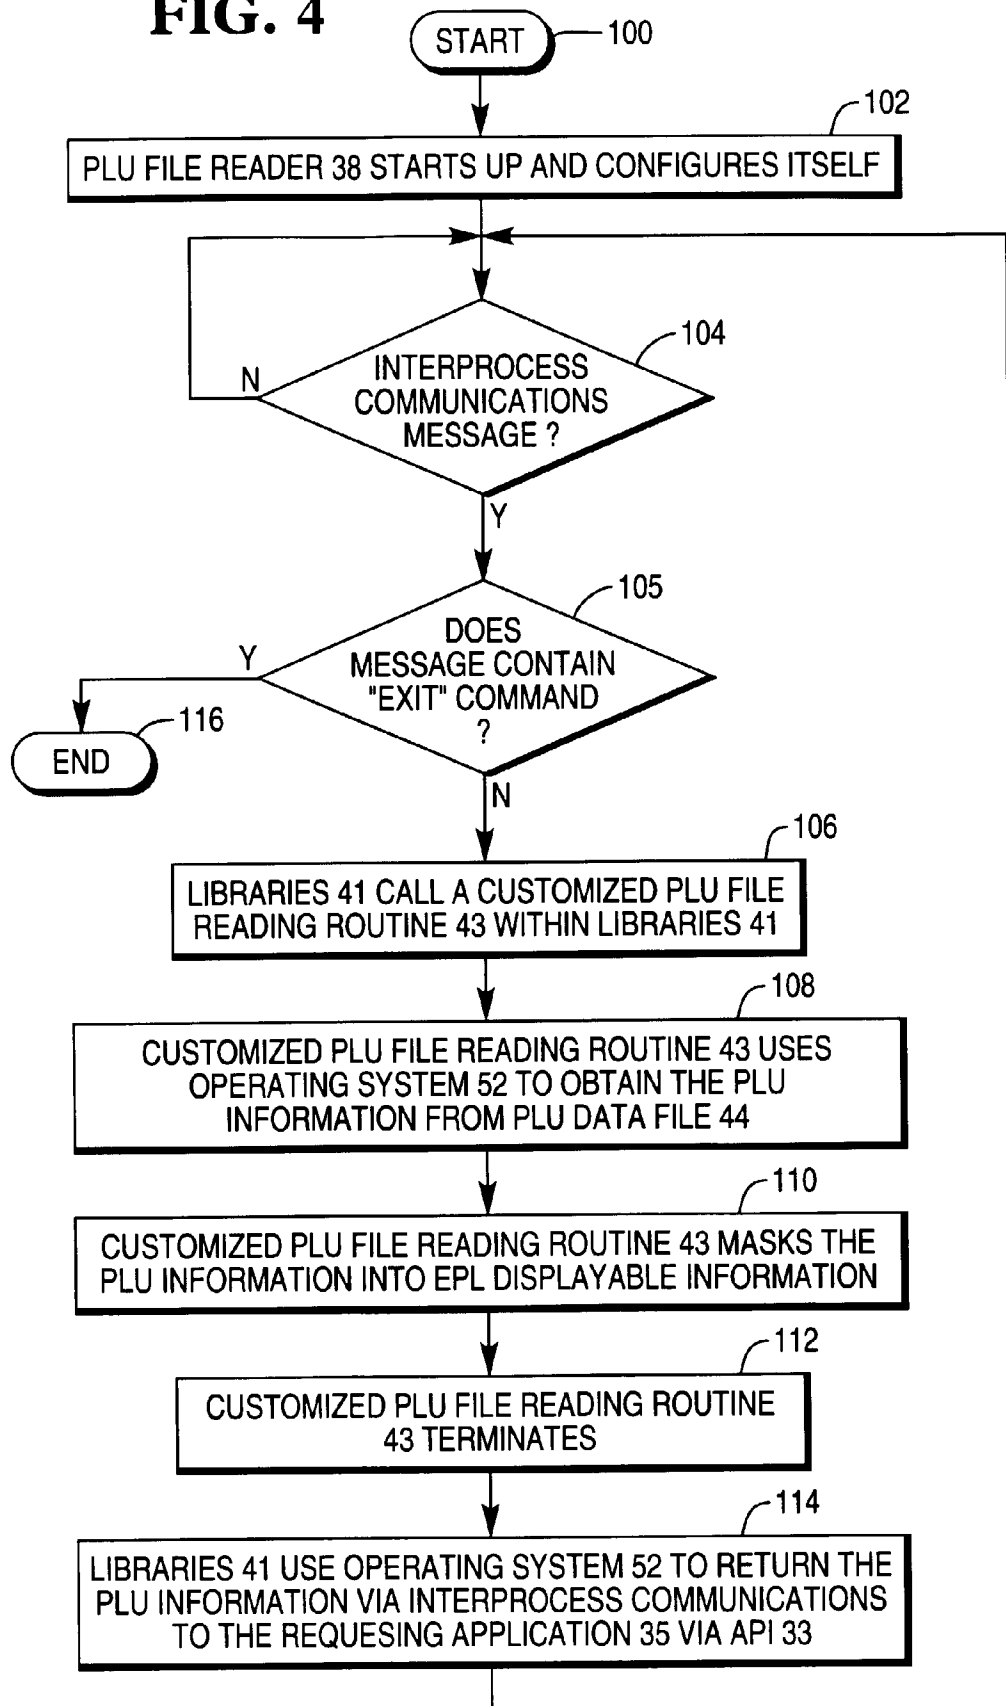 FIG. 4
START
100
102
PLU FILE READER 38 STARTS UP AND CONFIGURES ITSELF
104
INTERPROCESS
COMMUNICATIONS
MESSAGE ?
N
Y
105
DOES
MESSAGE CONTAIN
"EXIT" COMMAND
?
Y
116
END
N
106
LIBRARIES 41 CALL A CUSTOMIZED PLU FILE
READING ROUTINE 43 WITHIN LIBRARIES 41
108
CUSTOMIZED PLU FILE READING ROUTINE 43 USES
OPERATING SYSTEM 52 TO OBTAIN THE PLU
INFORMATION FROM PLU DATA FILE 44
110
CUSTOMIZED PLU FILE READING ROUTINE 43 MASKS THE
PLU INFORMATION INTO EPL DISPLAYABLE INFORMATION
112
CUSTOMIZED PLU FILE READING ROUTINE
43 TERMINATES
114
LIBRARIES 41 USE OPERATING SYSTEM 52 TO RETURN THE
PLU INFORMATION VIA INTERPROCESS COMMUNICATIONS
TO THE REQUESING APPLICATION 35 VIA API 33